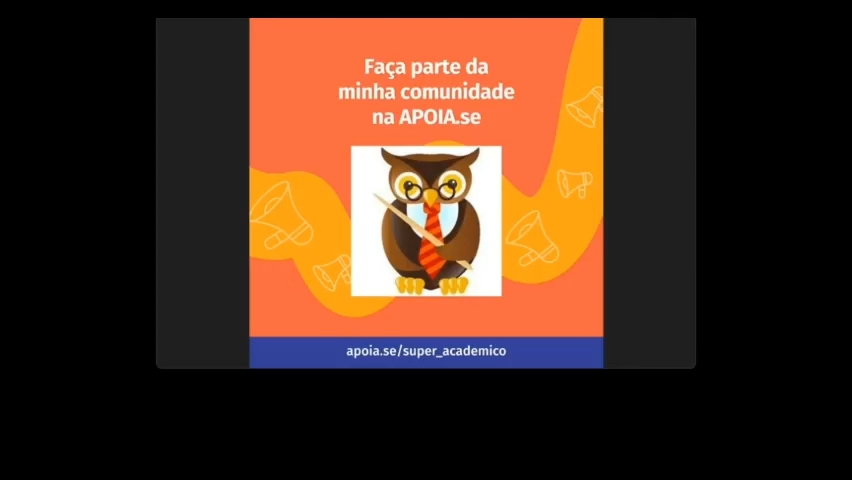 Faça parte da
minha comunidade
na APOIA.se
apoia.se/super_academico